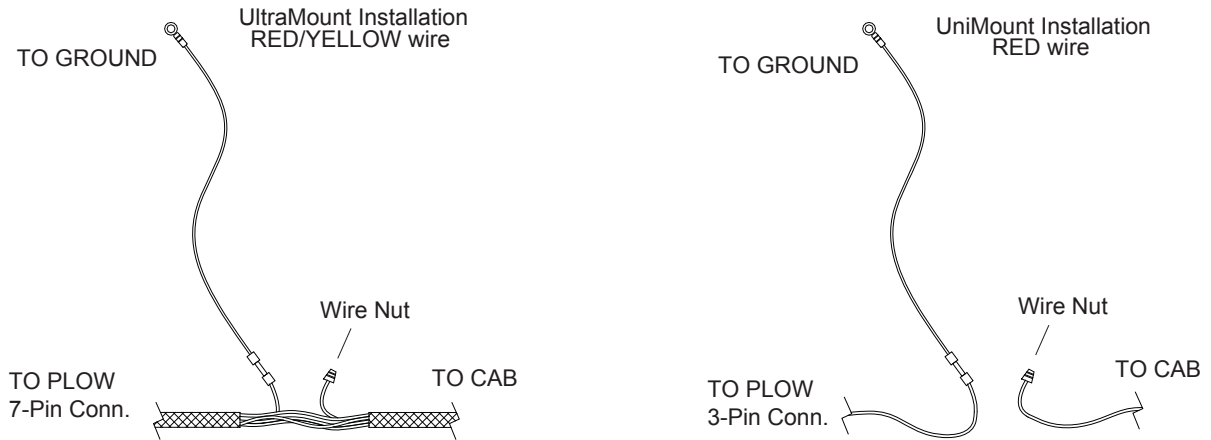 UltraMount Installation
RED/YELLOW wire
TO GROUND
Wire Nut
TO PLOW
7-Pin Conn.
TO CAB
UniMount Installation
RED wire
TO GROUND
Wire Nut
TO PLOW
3-Pin Conn.
TO CAB